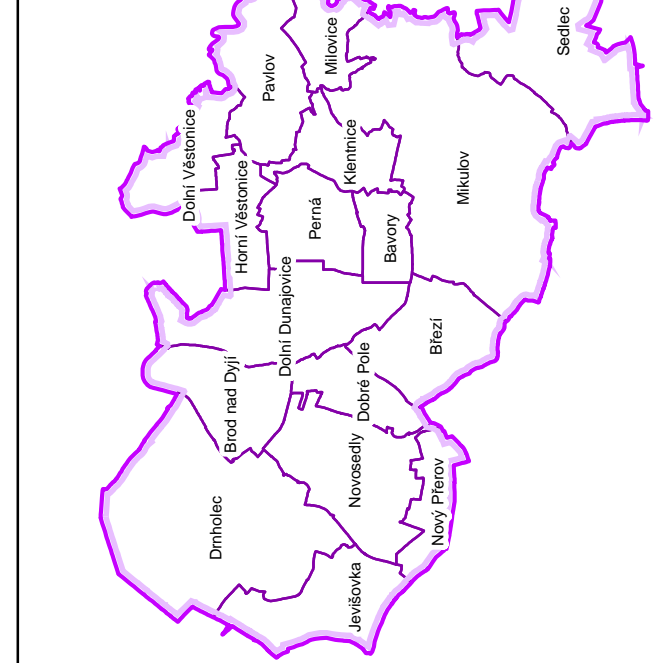 Dolní Věstonice
Pavlov
Milovice
Sedlec
Horní Věstonice
Klentnice
Mikulov
Perná
Bavory
Dolní Dunajovice
Březí
Brod nad Dyjí
Dobré Pole
Drnholec
Novosedly
Nový Přerov
Jevišovka